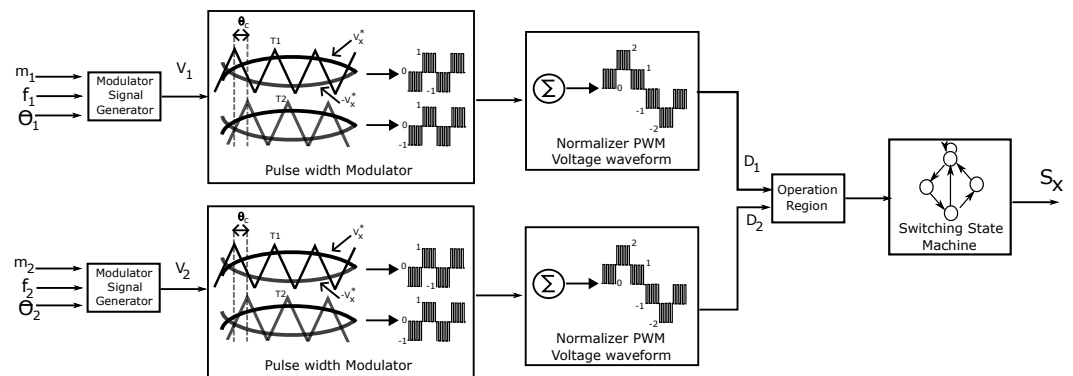 m1
f1
Θ1
Modulator
Signal
Generator
V1
θc
T1
Vx*
-Vx*
T2
1
0
-1
1
0
-1
Pulse width Modulator
Σ
2
1
0
-1
-2
Normalizer PWM
Voltage waveform
D1
m2
f2
Θ2
Modulator
Signal
Generator
V2
θc
T1
Vx*
-Vx*
T2
1
0
-1
1
0
-1
Pulse width Modulator
Σ
2
1
0
-1
-2
Normalizer PWM
Voltage waveform
D2
Operation
Region
Switching State
Machine
Sx